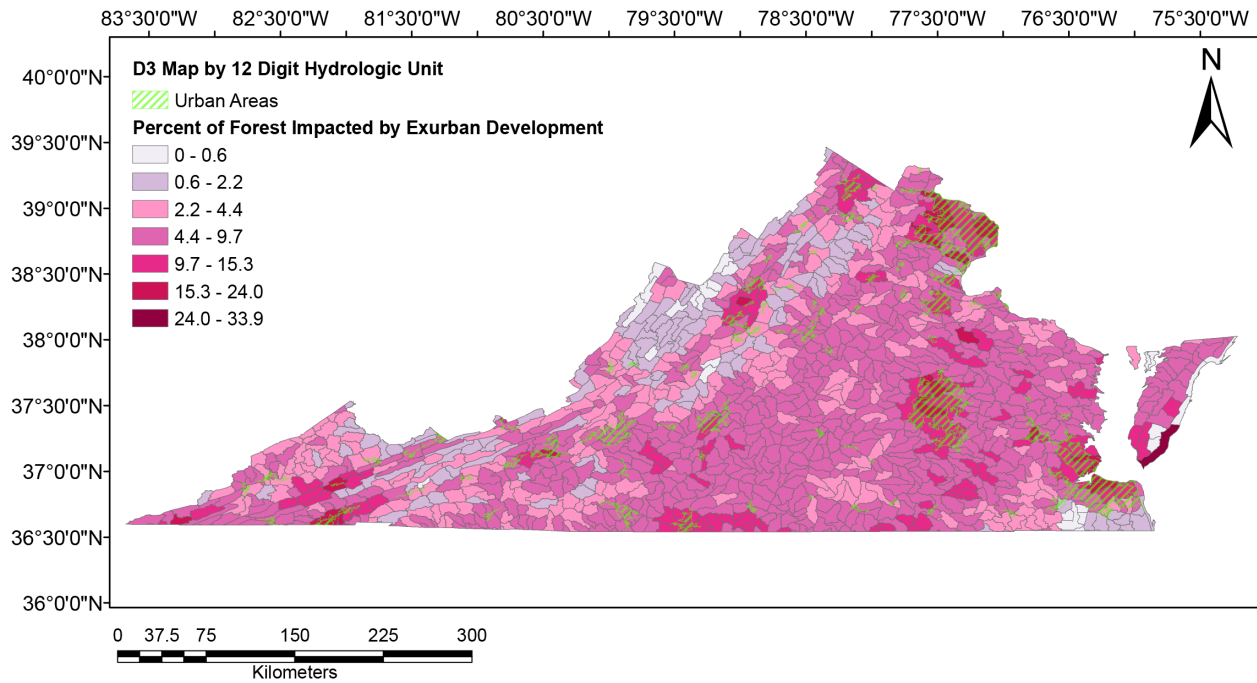 83°30'0"W 82°30'0"W 81°30'0"W 80°30'0"W 79°30'0"W 78°30'0"W 77°30'0"W 76°30'0"W 75°30'0"W
40°0'0"N
39°30'0"N
39°0'0"N
38°30'0"N
38°0'0"N
37°30'0"N
37°0'0"N
36°30'0"N
36°0'0"N
D3 Map by 12 Digit Hydrologic Unit
Urban Areas
Percent of Forest Impacted by Exurban Development
0 - 0.6
0.6 - 2.2
2.2 - 4.4
4.4 - 9.7
9.7 - 15.3
15.3 - 24.0
24.0 - 33.9
N
0 37.5 75 150 225 300
Kilometers